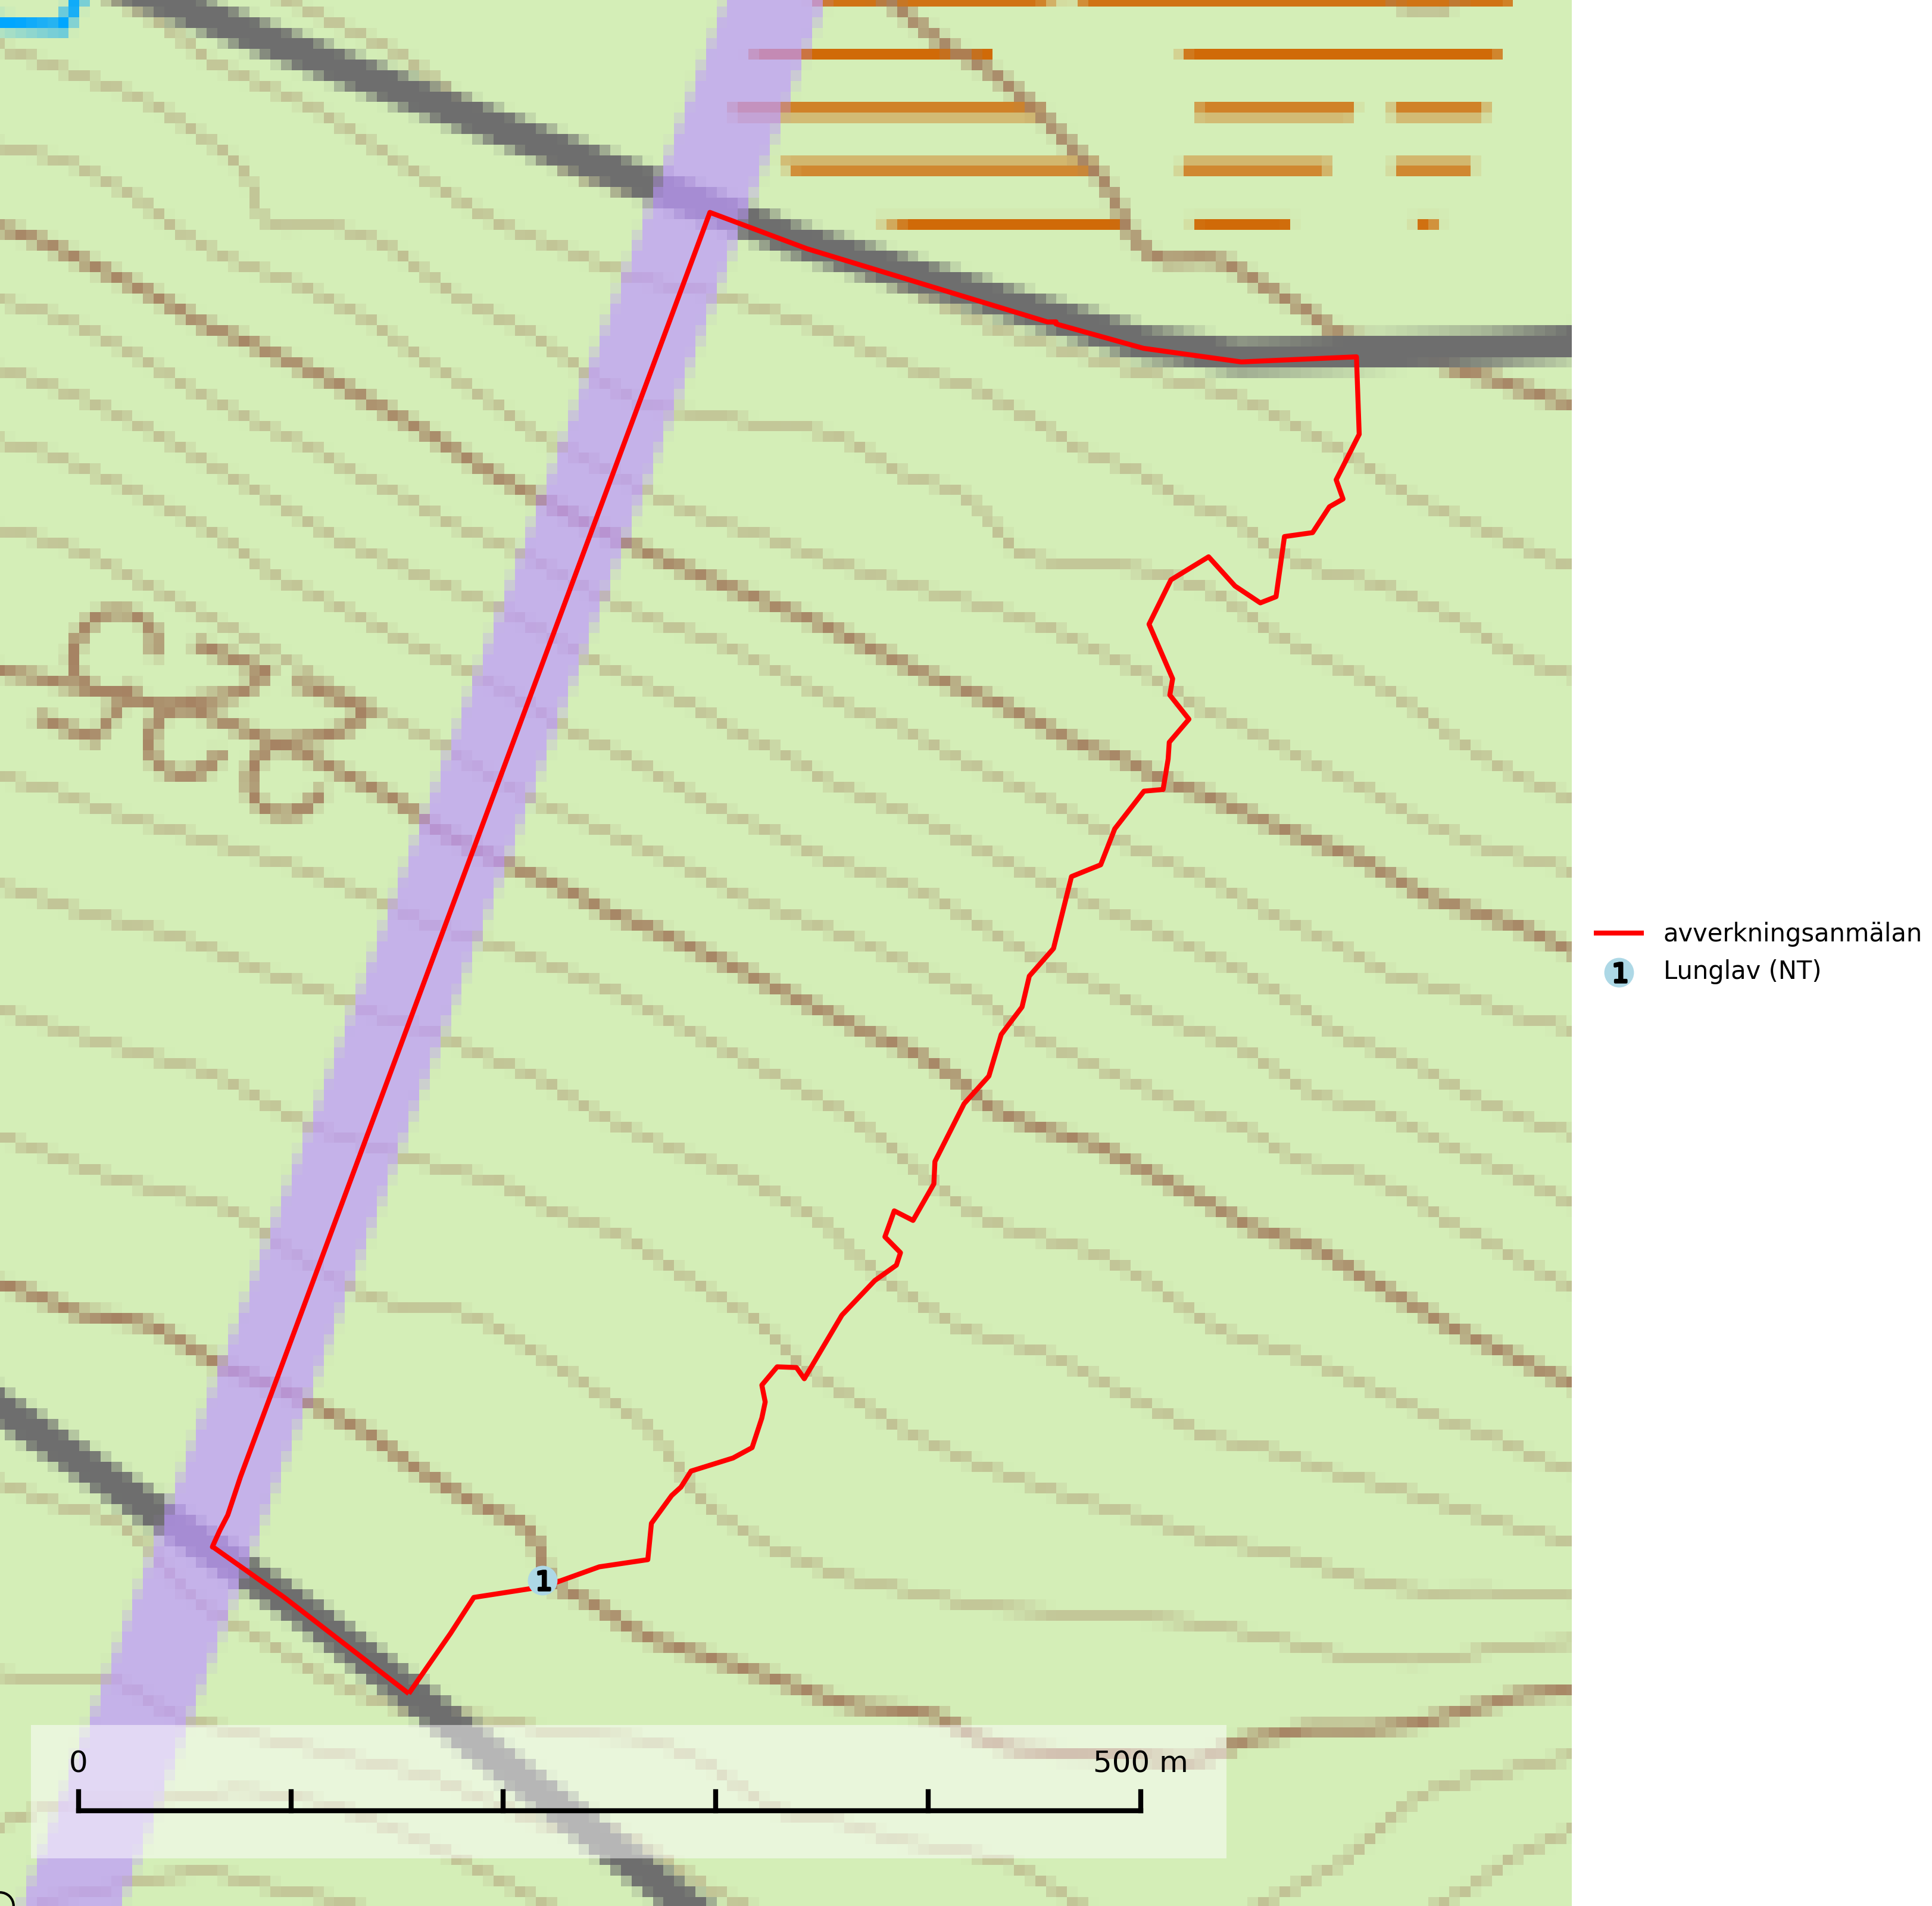 avverkningsanmälan
1 Lunglav (NT)
1
0 500 m